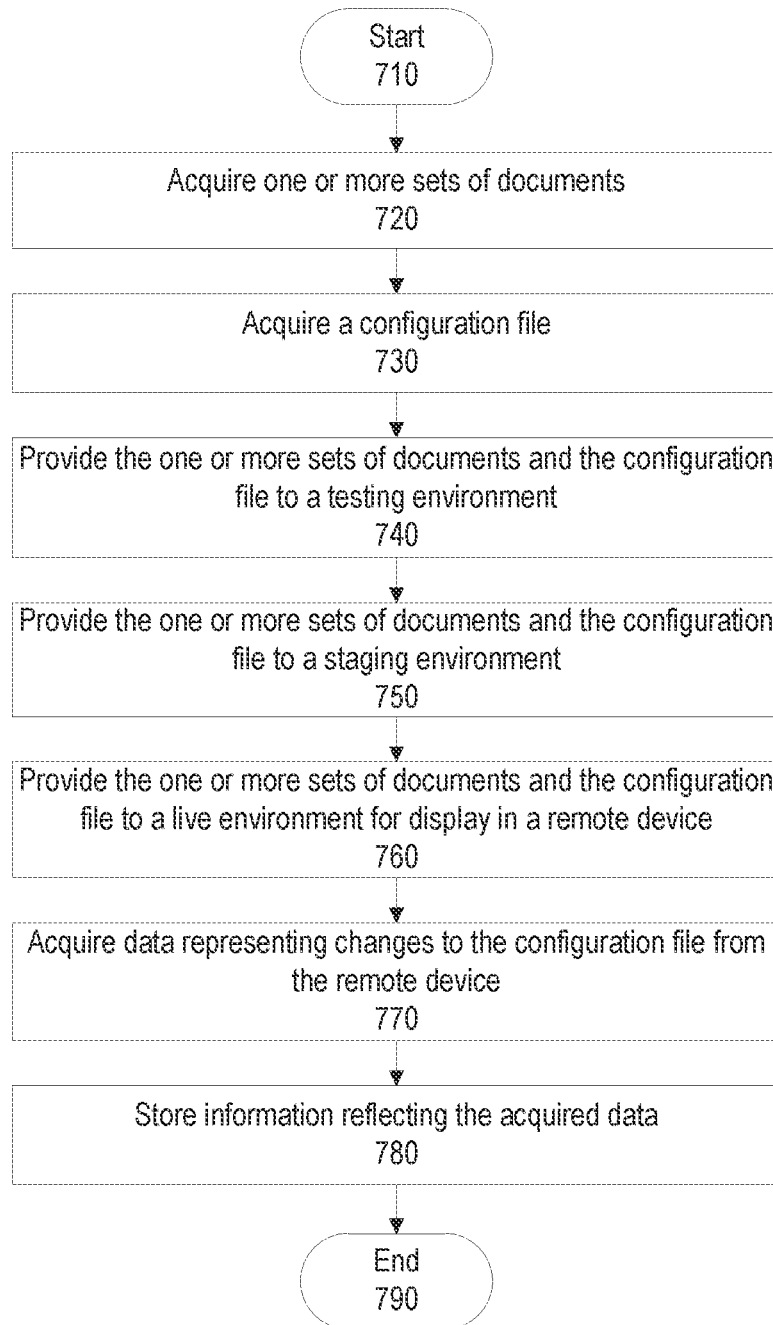 Start
710
Acquire one or more sets of documents
720
Acquire a configuration file
730
Provide the one or more sets of documents and the configuration
file to a testing environment
740
Provide the one or more sets of documents and the configuration
file to a staging environment
750
Provide the one or more sets of documents and the configuration
file to a live environment for display in a remote device
760
Acquire data representing changes to the configuration file from
the remote device
770
Store information reflecting the acquired data
780
End
790